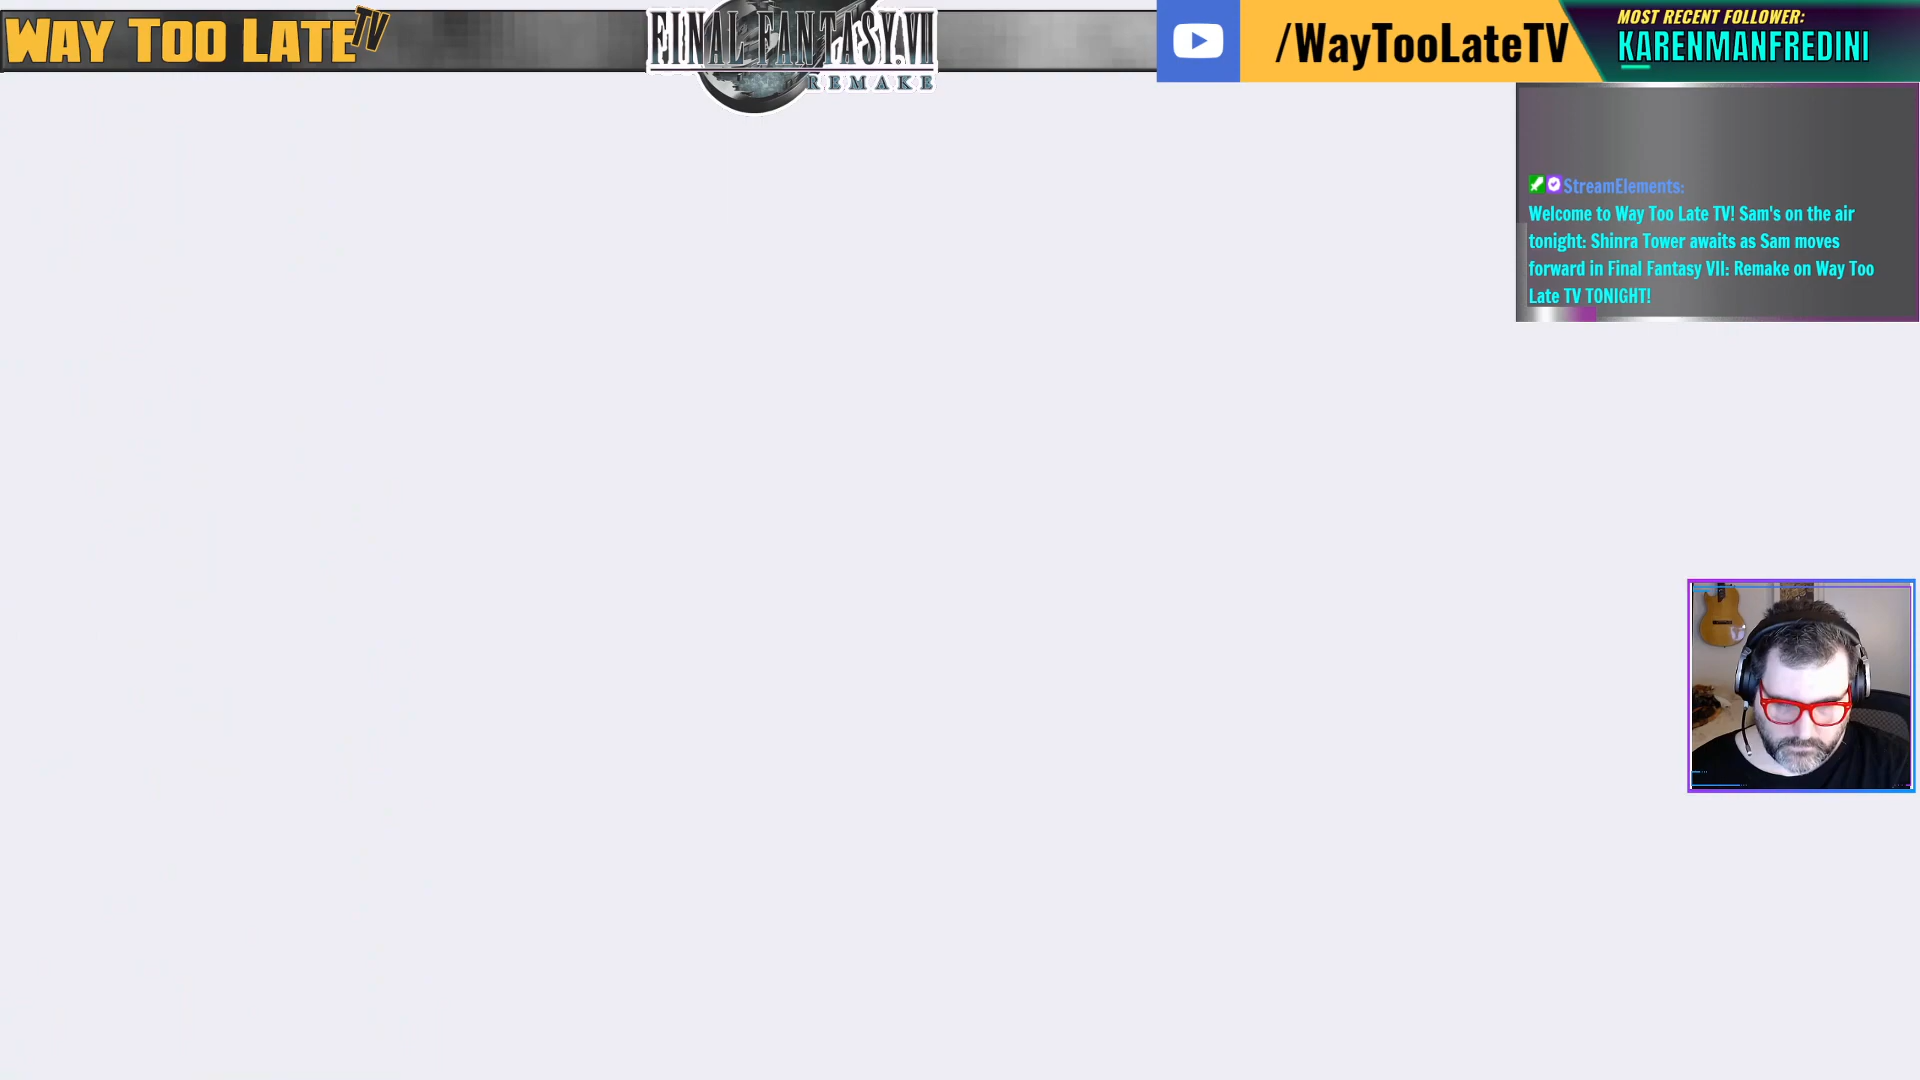 WAY TOO LATE TV
FINAL FANTASY VII
REMAKE
/WayTooLateTV
MOST RECENT FOLLOWER:
KARENMANFREDINI
StreamElements:
Welcome to Way Too Late TV! Sam's on the air
tonight: Shinra Tower awaits as Sam moves
forward in Final Fantasy VII: Remake on Way Too
Late TV TONIGHT!